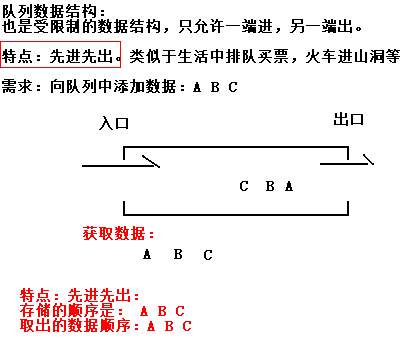 队列数据结构：
也是受限制的数据结构，只允许一端进，另一端出。
特点：先进先出。类似于生活中排队买票，火车进山洞等
需求：向队列中添加数据：A B C
入口
出口
C B A
获取数据：
A B C
特点：先进先出：
存储的顺序是： A B C
取出的数据顺序：A B C